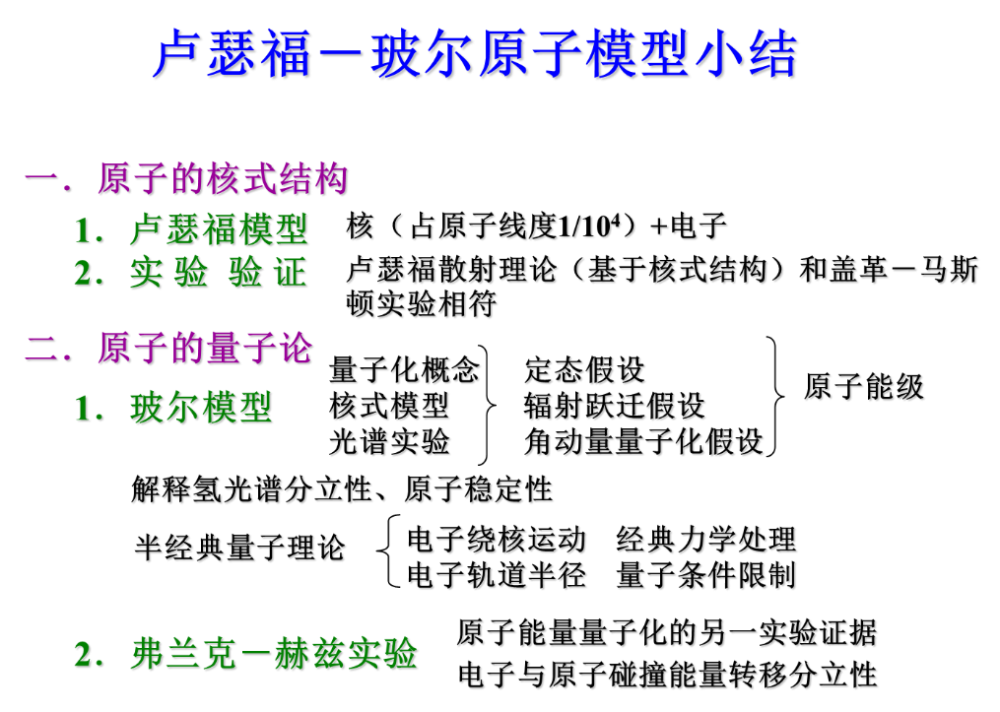 卢瑟福－玻尔原子模型小结
一．原子的核式结构
1．卢瑟福模型 核（占原子线度1/10⁴）+电子
2．实 验 验 证 卢瑟福散射理论（基于核式结构）和盖革－马斯
顿实验相符
二．原子的量子论
1．玻尔模型
量子化概念 定态假设
核式模型 辐射跃迁假设
光谱实验 角动量量子化假设
原子能级
解释氢光谱分立性、原子稳定性
半经典量子理论
电子绕核运动 经典力学处理
电子轨道半径 量子条件限制
2．弗兰克－赫兹实验
原子能量量子化的另一实验证据
电子与原子碰撞能量转移分立性